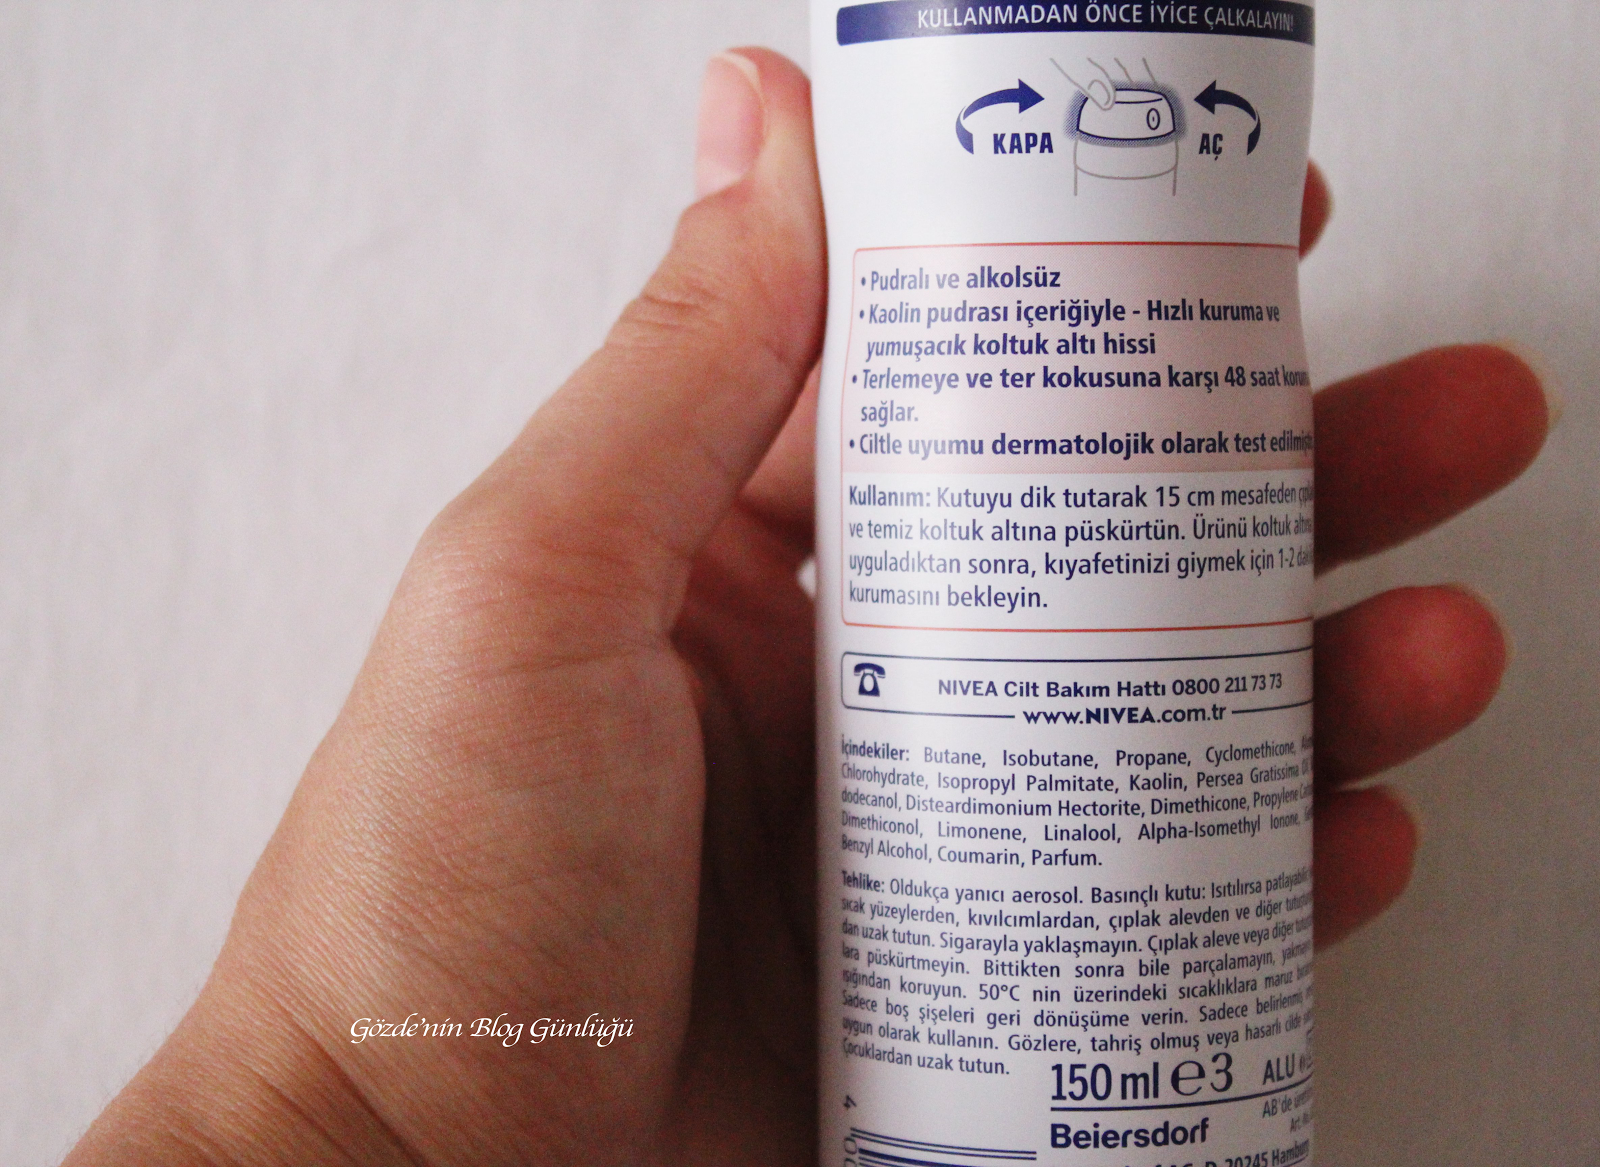 KULLANMADAN ÖNCE İYİCE ÇALKALAYIN!
KAPA AÇ
• Pudralı ve alkolsüz
• Kaolin pudrası içeriğiyle - Hızlı kuruma ve
yumuşacık koltuk altı hissi
• Terlemeye ve ter kokusuna karşı 48 saat
sağlar.
• Ciltle uyumu dermatolojik olarak test
Kullanım: Kutuyu dik tutarak 15 cm mesafeden
ve temiz koltuk altına püskürtün. Ürünü koltuk
uyguladıktan sonra, kıyafetinizi giymek için 1-2
kurumasını bekleyin.
NIVEA Cilt Bakım Hattı 0800 211 73 73
www.NIVEA.com.tr
İçindekiler: Butane, Isobutane, Propane, Cyclomethicone,
Chlorohydrate, Isopropyl Palmitate, Kaolin, Persea Gratissima
dodecanol, Disteardimonium Hectorite, Dimethicone, Propylene
Dimethiconol, Limonene, Linalool, Alpha-Isomethyl Ionone,
Benzyl Alcohol, Coumarin, Parfum.
Tehlike: Oldukça yanıcı aerosol. Basınçlı kutu: Isıtılırsa
sıcak yüzeylerden, kıvılcımlardan, çıplak alevden ve diğer
dan uzak tutun. Sigarayla yaklaşmayın. Çıplak aleve veya diğer
lara püskürtmeyin. Bittikten sonra bile parçalamayın,
ışığından koruyun. 50°C nin üzerindeki sıcaklıklara maruz
Sadece boş şişeleri geri dönüşüme verin. Sadece
uygun olarak kullanın. Gözlere, tahriş olmuş veya hasarlı cilde
Çocuklardan uzak tutun.
150 ml e 3 ALU
AB'de
Beiersdorf
20245
Gözde'nin Blog Günlüğü